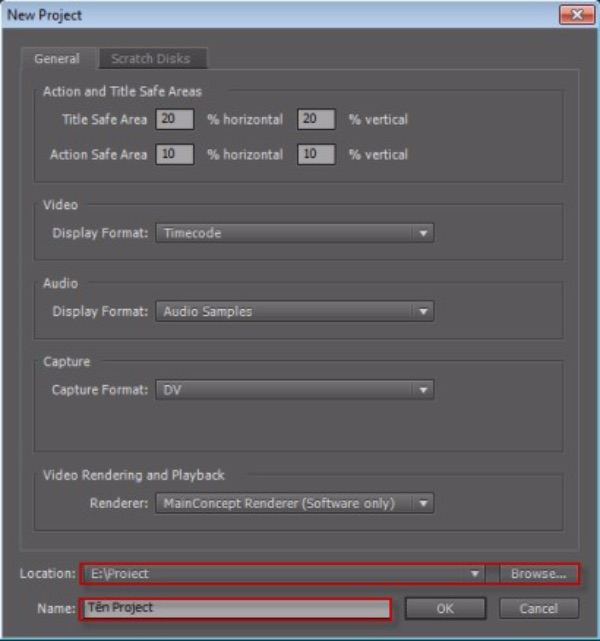 New Project
General
Scratch Disks
Action and Title Safe Areas
Title Safe Area 20 % horizontal 20 % vertical
Action Safe Area 10 % horizontal 10 % vertical
Video
Display Format: Timecode
Audio
Display Format: Audio Samples
Capture
Capture Format: DV
Video Rendering and Playback
Renderer: MainConcept Renderer (Software only)
Location: E:\Project Browse...
Name: Tên Project OK Cancel